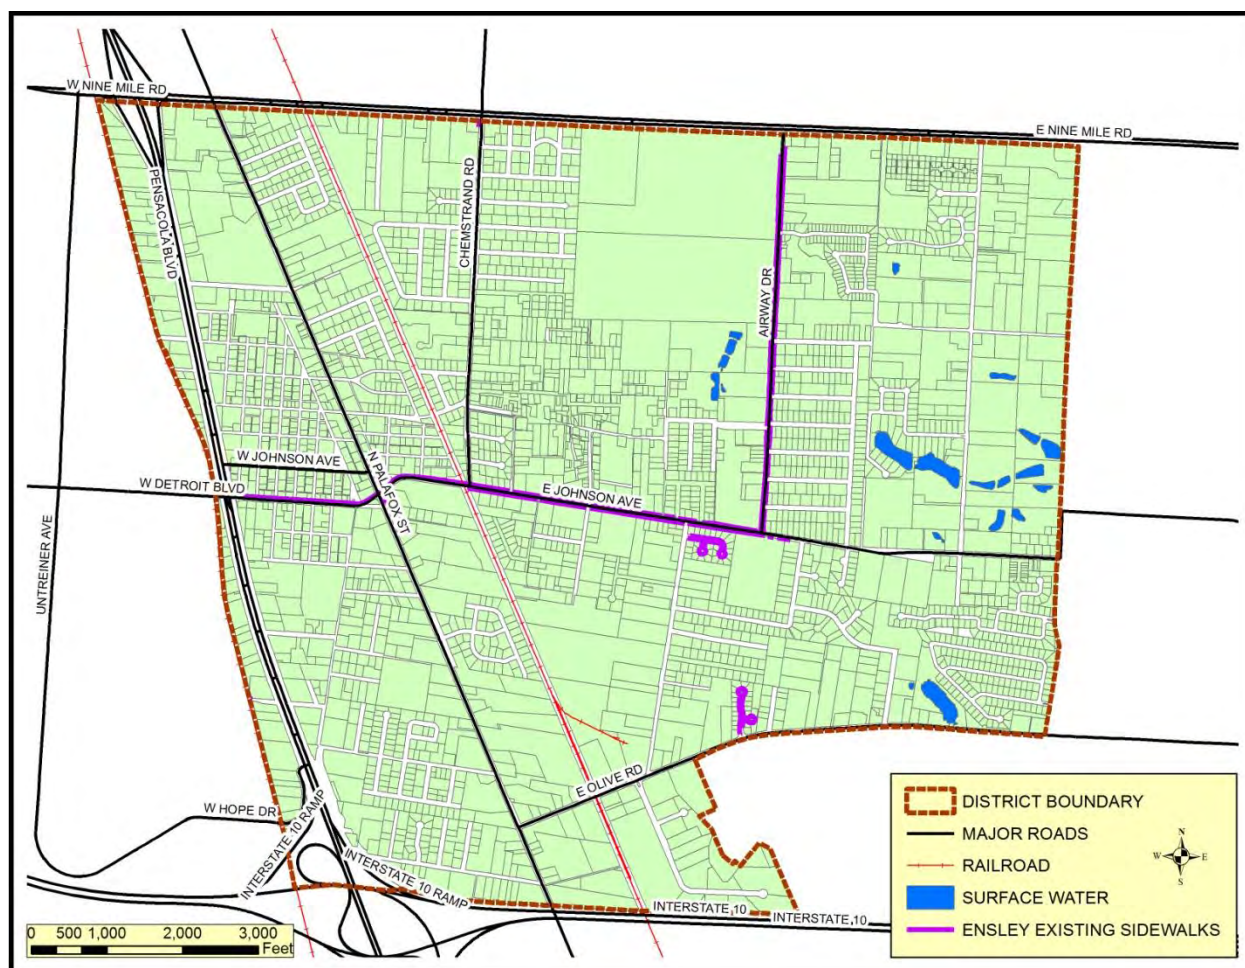 W NINE MILE RD
E NINE MILE RD
PENSACOLA BLVD
CHEMSTRAND RD
AIRWAY DR
W JOHNSON AVE
N PALAFOX ST
W DETROIT BLVD
E JOHNSON AVE
UNTREINER AVE
E OLIVE RD
W HOPE DR
INTERSTATE 10 RAMP
INTERSTATE 10 RAMP
INTERSTATE 10
INTERSTATE 10
DISTRICT BOUNDARY
MAJOR ROADS
RAILROAD
SURFACE WATER
ENSLEY EXISTING SIDEWALKS
N
W E
S
0 500 1,000 2,000 3,000
Feet